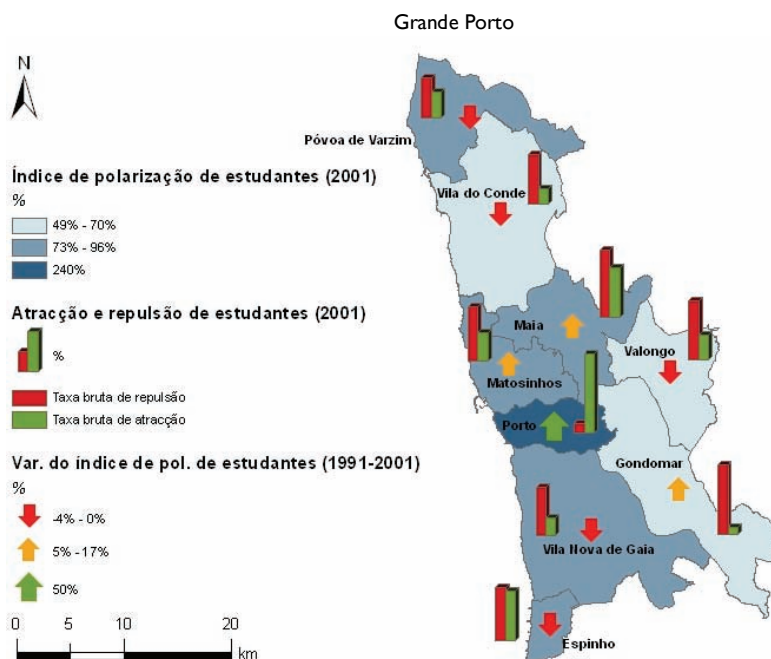 Grande Porto
N
Índice de polarização de estudantes (2001)
%
49% - 70%
73% - 96%
240%
Atracção e repulsão de estudantes (2001)
%
Taxa bruta de repulsão
Taxa bruta de atracção
Var. do índice de pol. de estudantes (1991-2001)
%
-4% - 0%
5% - 17%
50%
0 5 10 20
km
Póvoa de Varzim
Vila do Conde
Maia
Valongo
Matosinhos
Porto
Gondomar
Vila Nova de Gaia
Espinho